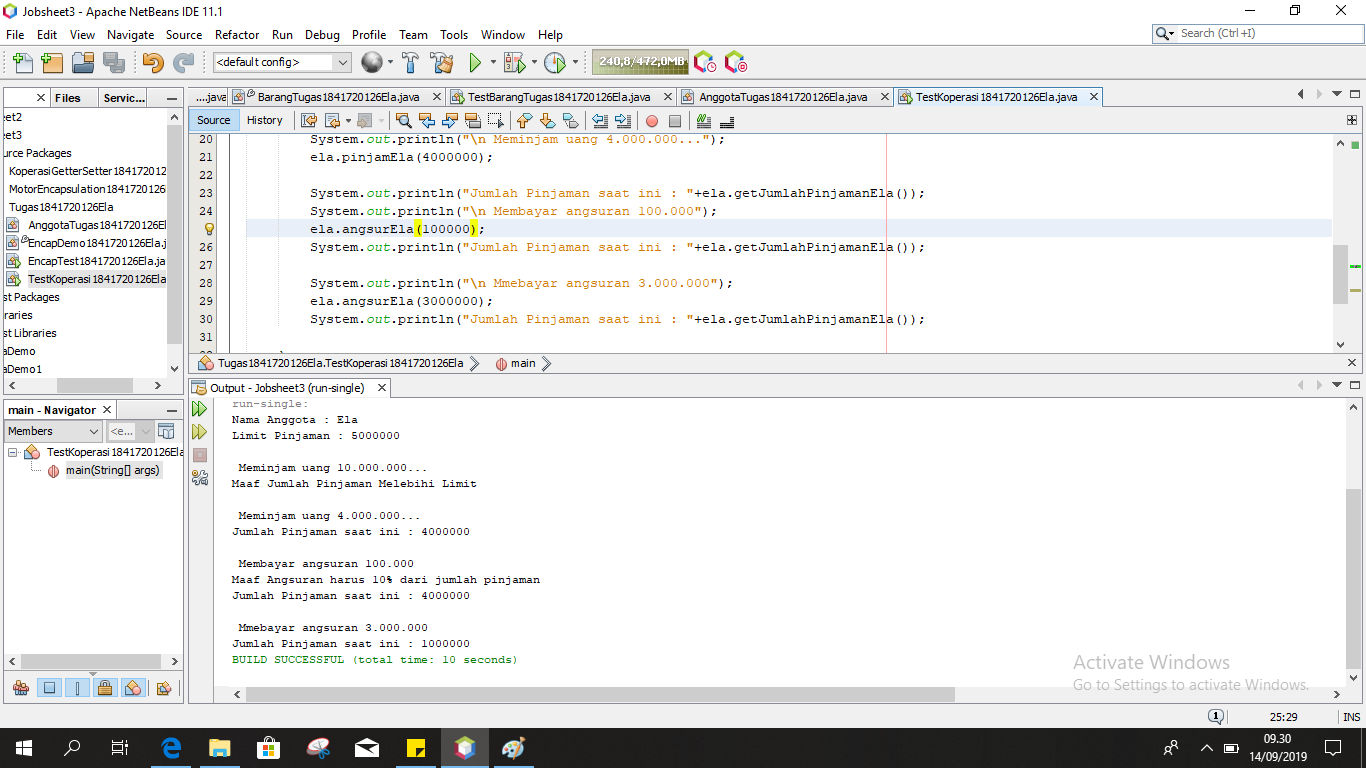 Jobsheet3 - Apache NetBeans IDE 11.1
File Edit View Navigate Source Refactor Run Debug Profile Team Tools Window Help
Search (Ctrl+I)
<default config>
240,8/472,0MB
Files Servic...
....java BarangTugas1841720126Ela.java TestBarangTugas1841720126Ela.java AnggotaTugas1841720126Ela.java TestKoperasi1841720126Ela.java
Source History
eet2
eet3
urce Packages
KoperasiGetterSetter18417201
MotorEncapsulation184172012
Tugas1841720126Ela
AnggotaTugas1841720126El
EncapDemo1841720126Ela.j
EncapTest1841720126Ela.ja
TestKoperasi1841720126Ela
st Packages
raries
st Libraries
aDemo
aDemo1
20 System.out.println("\n Meminjam uang 4.000.000...");
21 ela.pinjamEla(4000000);
22
23 System.out.println("Jumlah Pinjaman saat ini : "+ela.getJumlahPinjamanEla());
24 System.out.println("\n Membayar angsuran 100.000");
ela.angsurEla(100000);
26 System.out.println("Jumlah Pinjaman saat ini : "+ela.getJumlahPinjamanEla());
27
28 System.out.println("\n Mmebayar angsuran 3.000.000");
29 ela.angsurEla(3000000);
30 System.out.println("Jumlah Pinjaman saat ini : "+ela.getJumlahPinjamanEla());
31
Tugas1841720126Ela.TestKoperasi1841720126Ela main
Output - Jobsheet3 (run-single)
run-single:
Nama Anggota : Ela
Limit Pinjaman : 5000000
Meminjam uang 10.000.000...
Maaf Jumlah Pinjaman Melebihi Limit
Meminjam uang 4.000.000...
Jumlah Pinjaman saat ini : 4000000
Membayar angsuran 100.000
Maaf Angsuran harus 10% dari jumlah pinjaman
Jumlah Pinjaman saat ini : 4000000
Mmebayar angsuran 3.000.000
Jumlah Pinjaman saat ini : 1000000
BUILD SUCCESSFUL (total time: 10 seconds)
main - Navigator
Members <e...
TestKoperasi1841720126Ela
main(String[] args)
Activate Windows
Go to Settings to activate Windows.
1 25:29 INS
09.30
14/09/2019